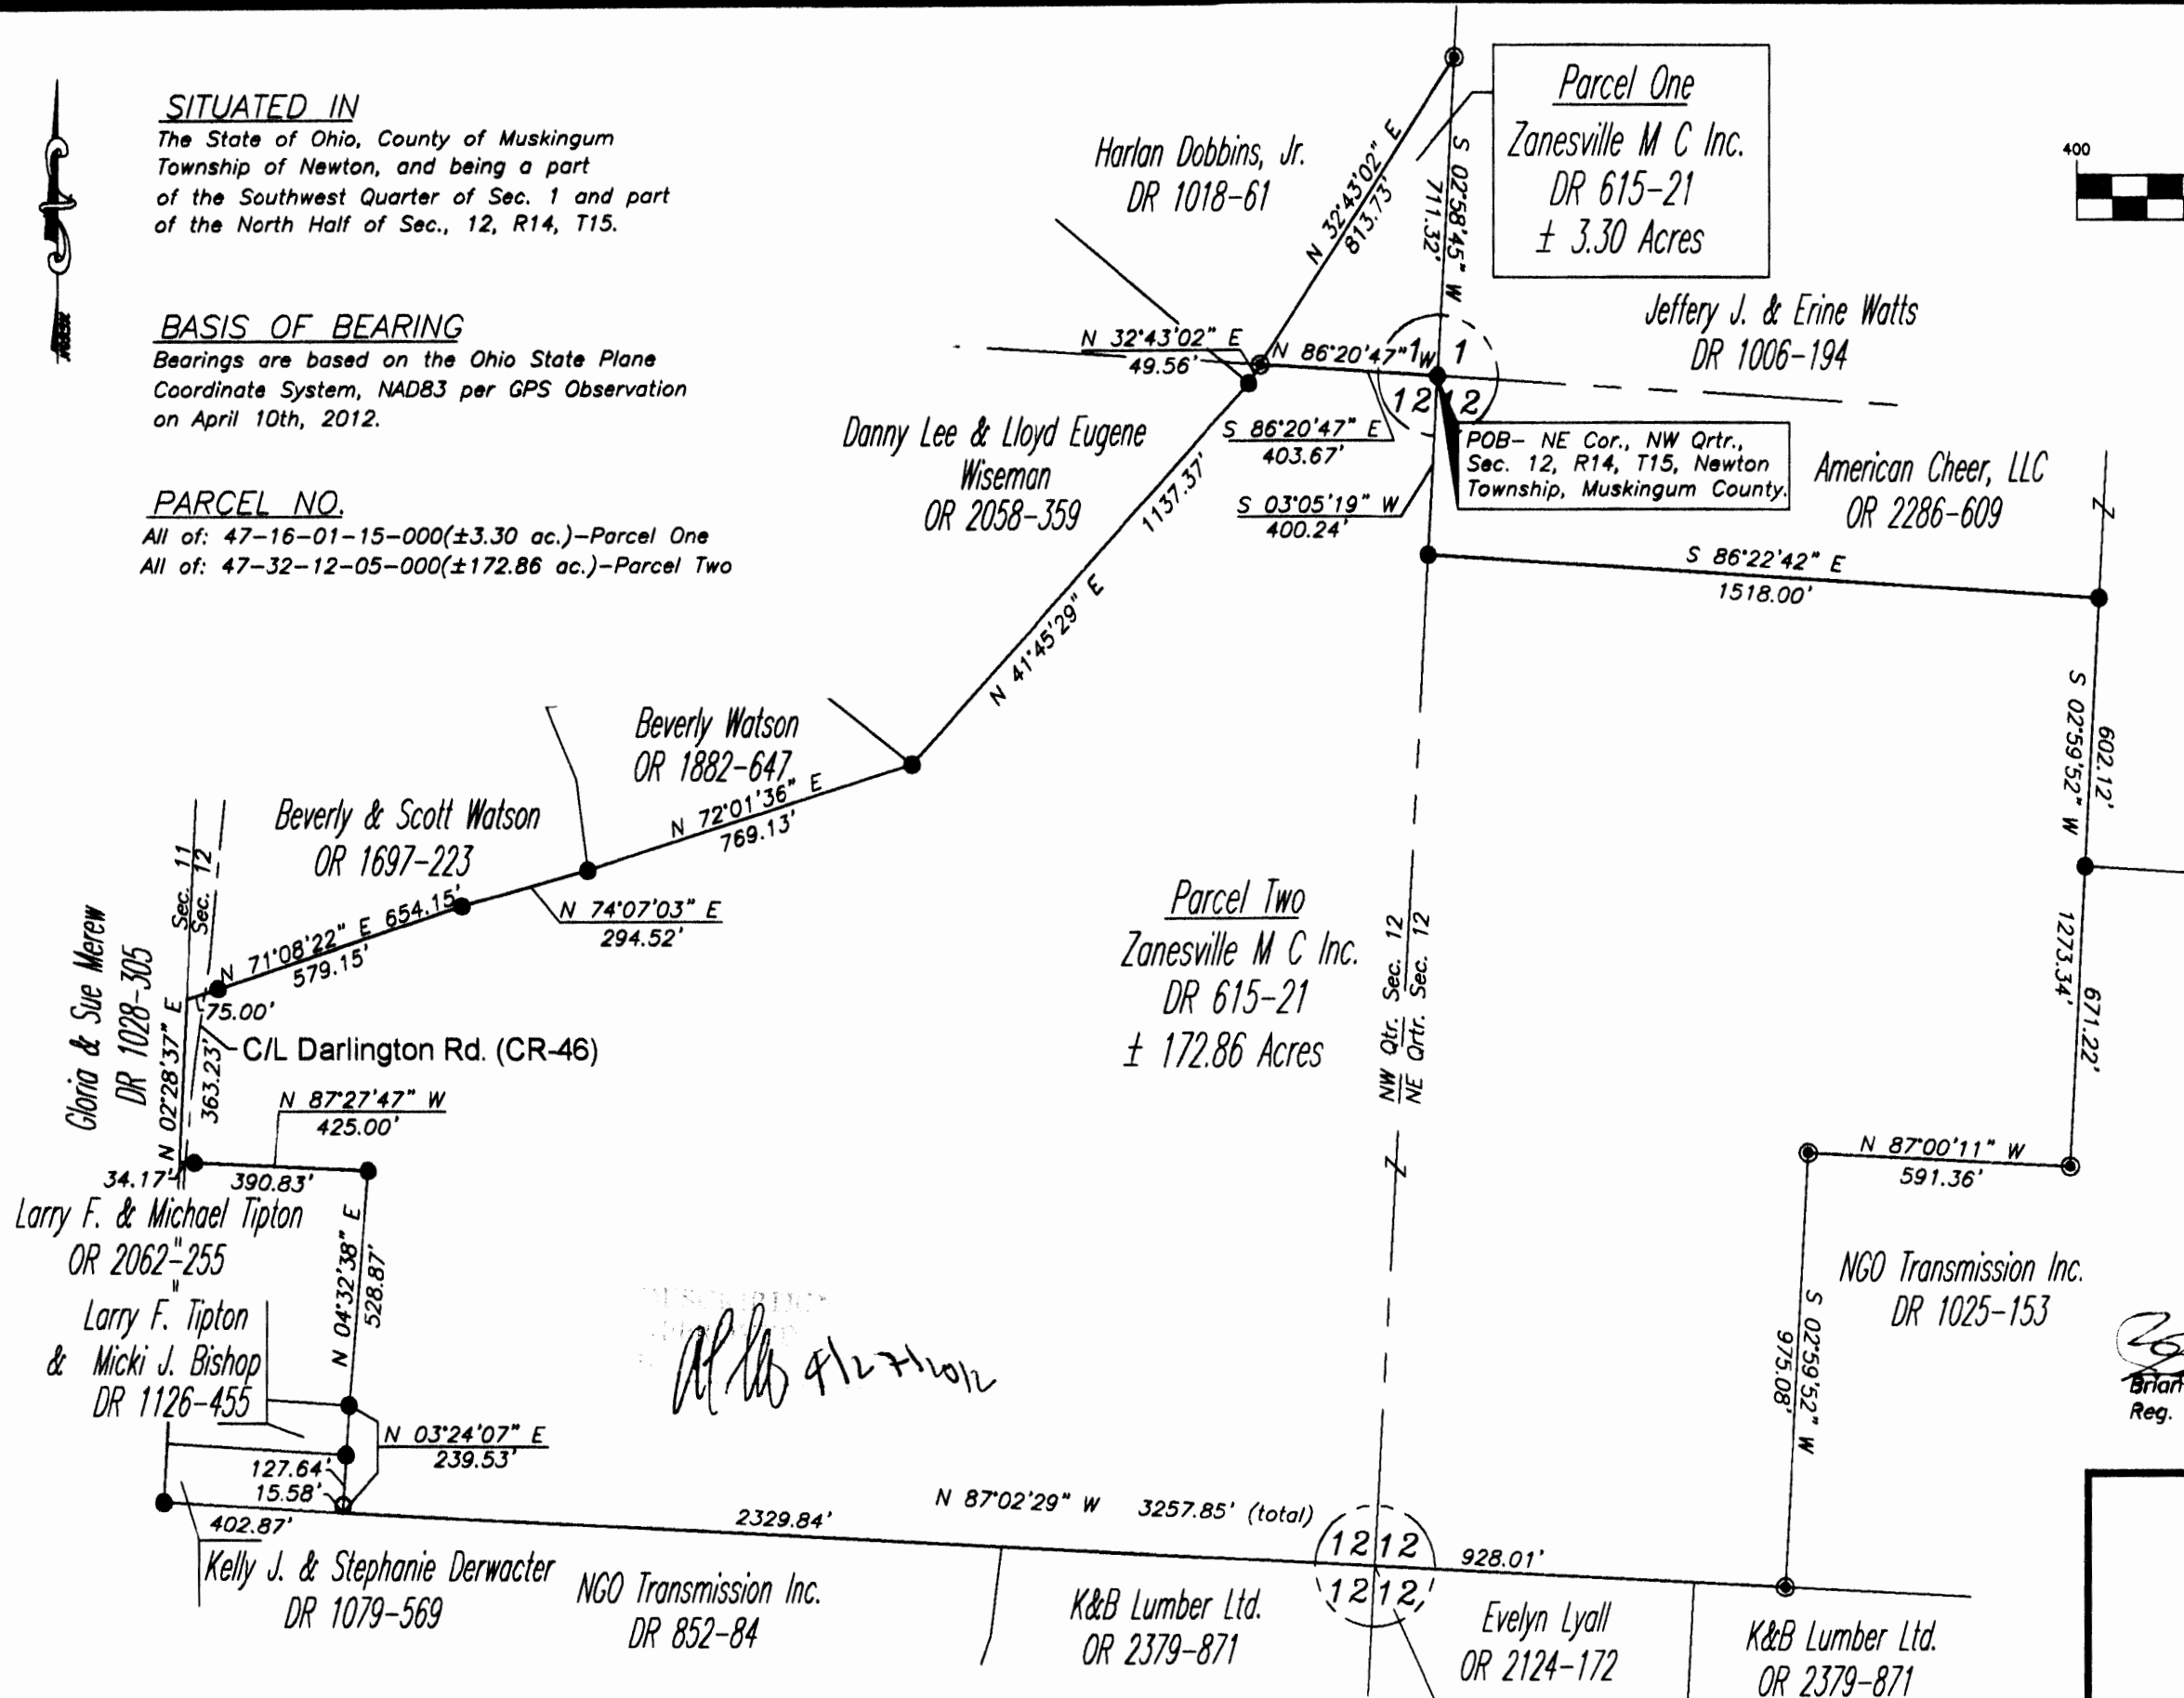 SITUATED IN
The State of Ohio, County of Muskingum
Township of Newton, and being a part
of the Southwest Quarter of Sec. 1 and part
of the North Half of Sec., 12, R14, T15.
BASIS OF BEARING
Bearings are based on the Ohio State Plane
Coordinate System, NAD83 per GPS Observation
on April 10th, 2012.
PARCEL NO.
All of: 47-16-01-15-000(±3.30 ac.)-Parcel One
All of: 47-32-12-05-000(±172.86 ac.)-Parcel Two
Harlan Dobbins, Jr.
DR 1018-61
N 32°43'02" E
813.73'
S 02°58'45" W
711.32'
Parcel One
Zanesville M C Inc.
DR 615-21
± 3.30 Acres
400
Jeffery J. & Erine Watts
DR 1006-194
N 32°43'02" E
49.56'
N 86°20'47" W
1 1
12 12
S 86°20'47" E
403.67'
S 03°05'19" W
400.24'
POB- NE Cor., NW Qrtr.,
Sec. 12, R14, T15, Newton
Township, Muskingum County.
American Cheer, LLC
OR 2286-609
Danny Lee & Lloyd Eugene
Wiseman
OR 2058-359
1137.37'
N 41°45'29" E
S 86°22'42" E
1518.00'
S 02°59'52" W
602.12'
1273.34'
671.22'
Beverly Watson
OR 1882-647
N 72°01'36" E
769.13'
Beverly & Scott Watson
OR 1697-223
N 74°07'03" E
294.52'
Sec. 11
Sec. 12
N 71°08'22" E 654.15'
579.15'
75.00'
Gloria & Sue Merew
DR 1028-305
N 02°28'37" E
363.23'
C/L Darlington Rd. (CR-46)
N 87°27'47" W
425.00'
34.17'
390.83'
Parcel Two
Zanesville M C Inc.
DR 615-21
± 172.86 Acres
NW Qtr. Sec. 12
NE Qrtr. Sec. 12
N 87°00'11" W
591.36'
Larry F. & Michael Tipton
OR 2062-255
N 04°32'38" E
528.87'
Larry F. Tipton
& Micki J. Bishop
DR 1126-455
N 03°24'07" E
239.53'
127.64'
15.58'
4/27/2012
NGO Transmission Inc.
DR 1025-153
S 02°59'52" W
975.08'
Brian
Reg.
402.87'
2329.84'
N 87°02'29" W 3257.85' (total)
12 12
12 12
928.01'
Kelly J. & Stephanie Derwacter
DR 1079-569
NGO Transmission Inc.
DR 852-84
K&B Lumber Ltd.
OR 2379-871
Evelyn Lyall
OR 2124-172
K&B Lumber Ltd.
OR 2379-871